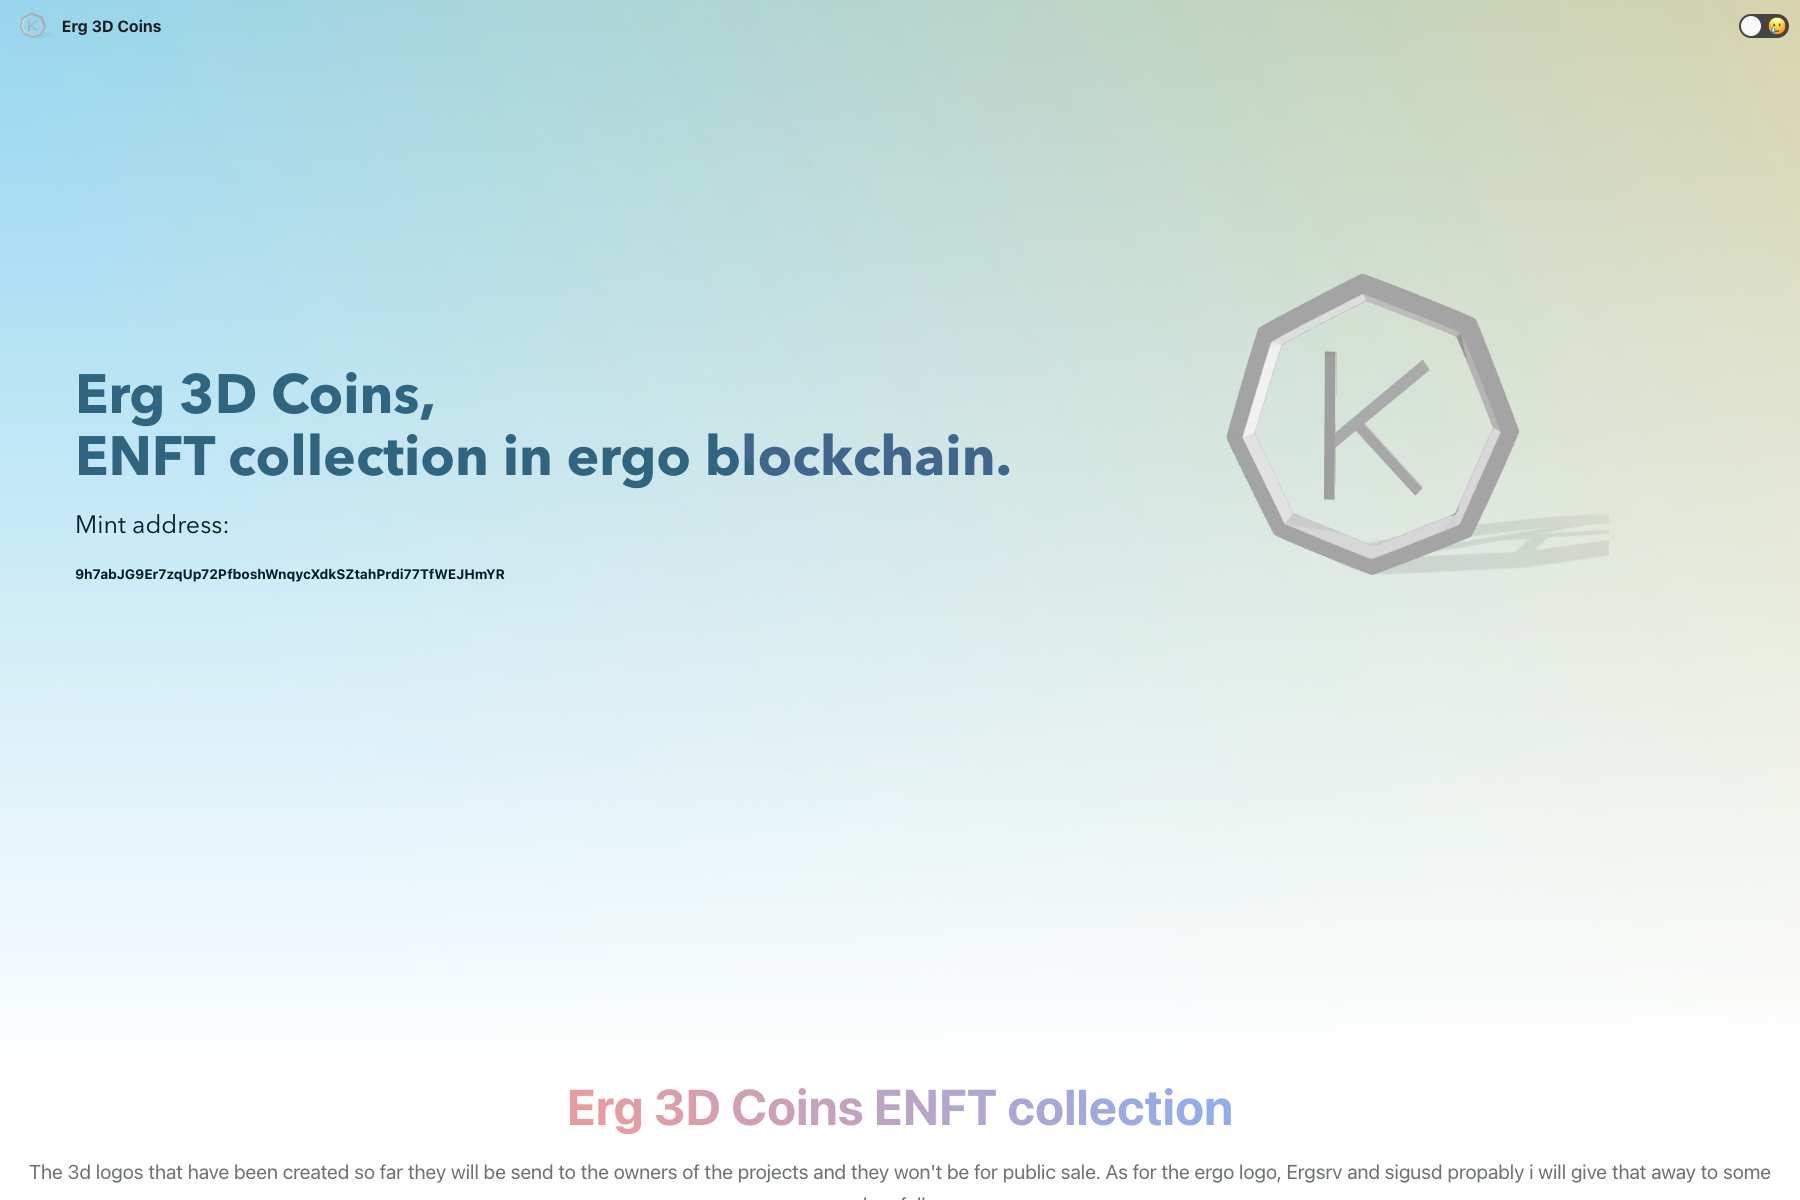 Erg 3D Coins
Erg 3D Coins,
ENFT collection in ergo blockchain.
Mint address:
9h7abJG9Er7zqUp72PfboshWnqycXdkSZtahPrdi77TfWEJHmYR
K
Erg 3D Coins ENFT collection
The 3d logos that have been created so far they will be send to the owners of the projects and they won't be for public sale. As for the ergo logo, Ergsrv and sigusd propably i will give that away to some